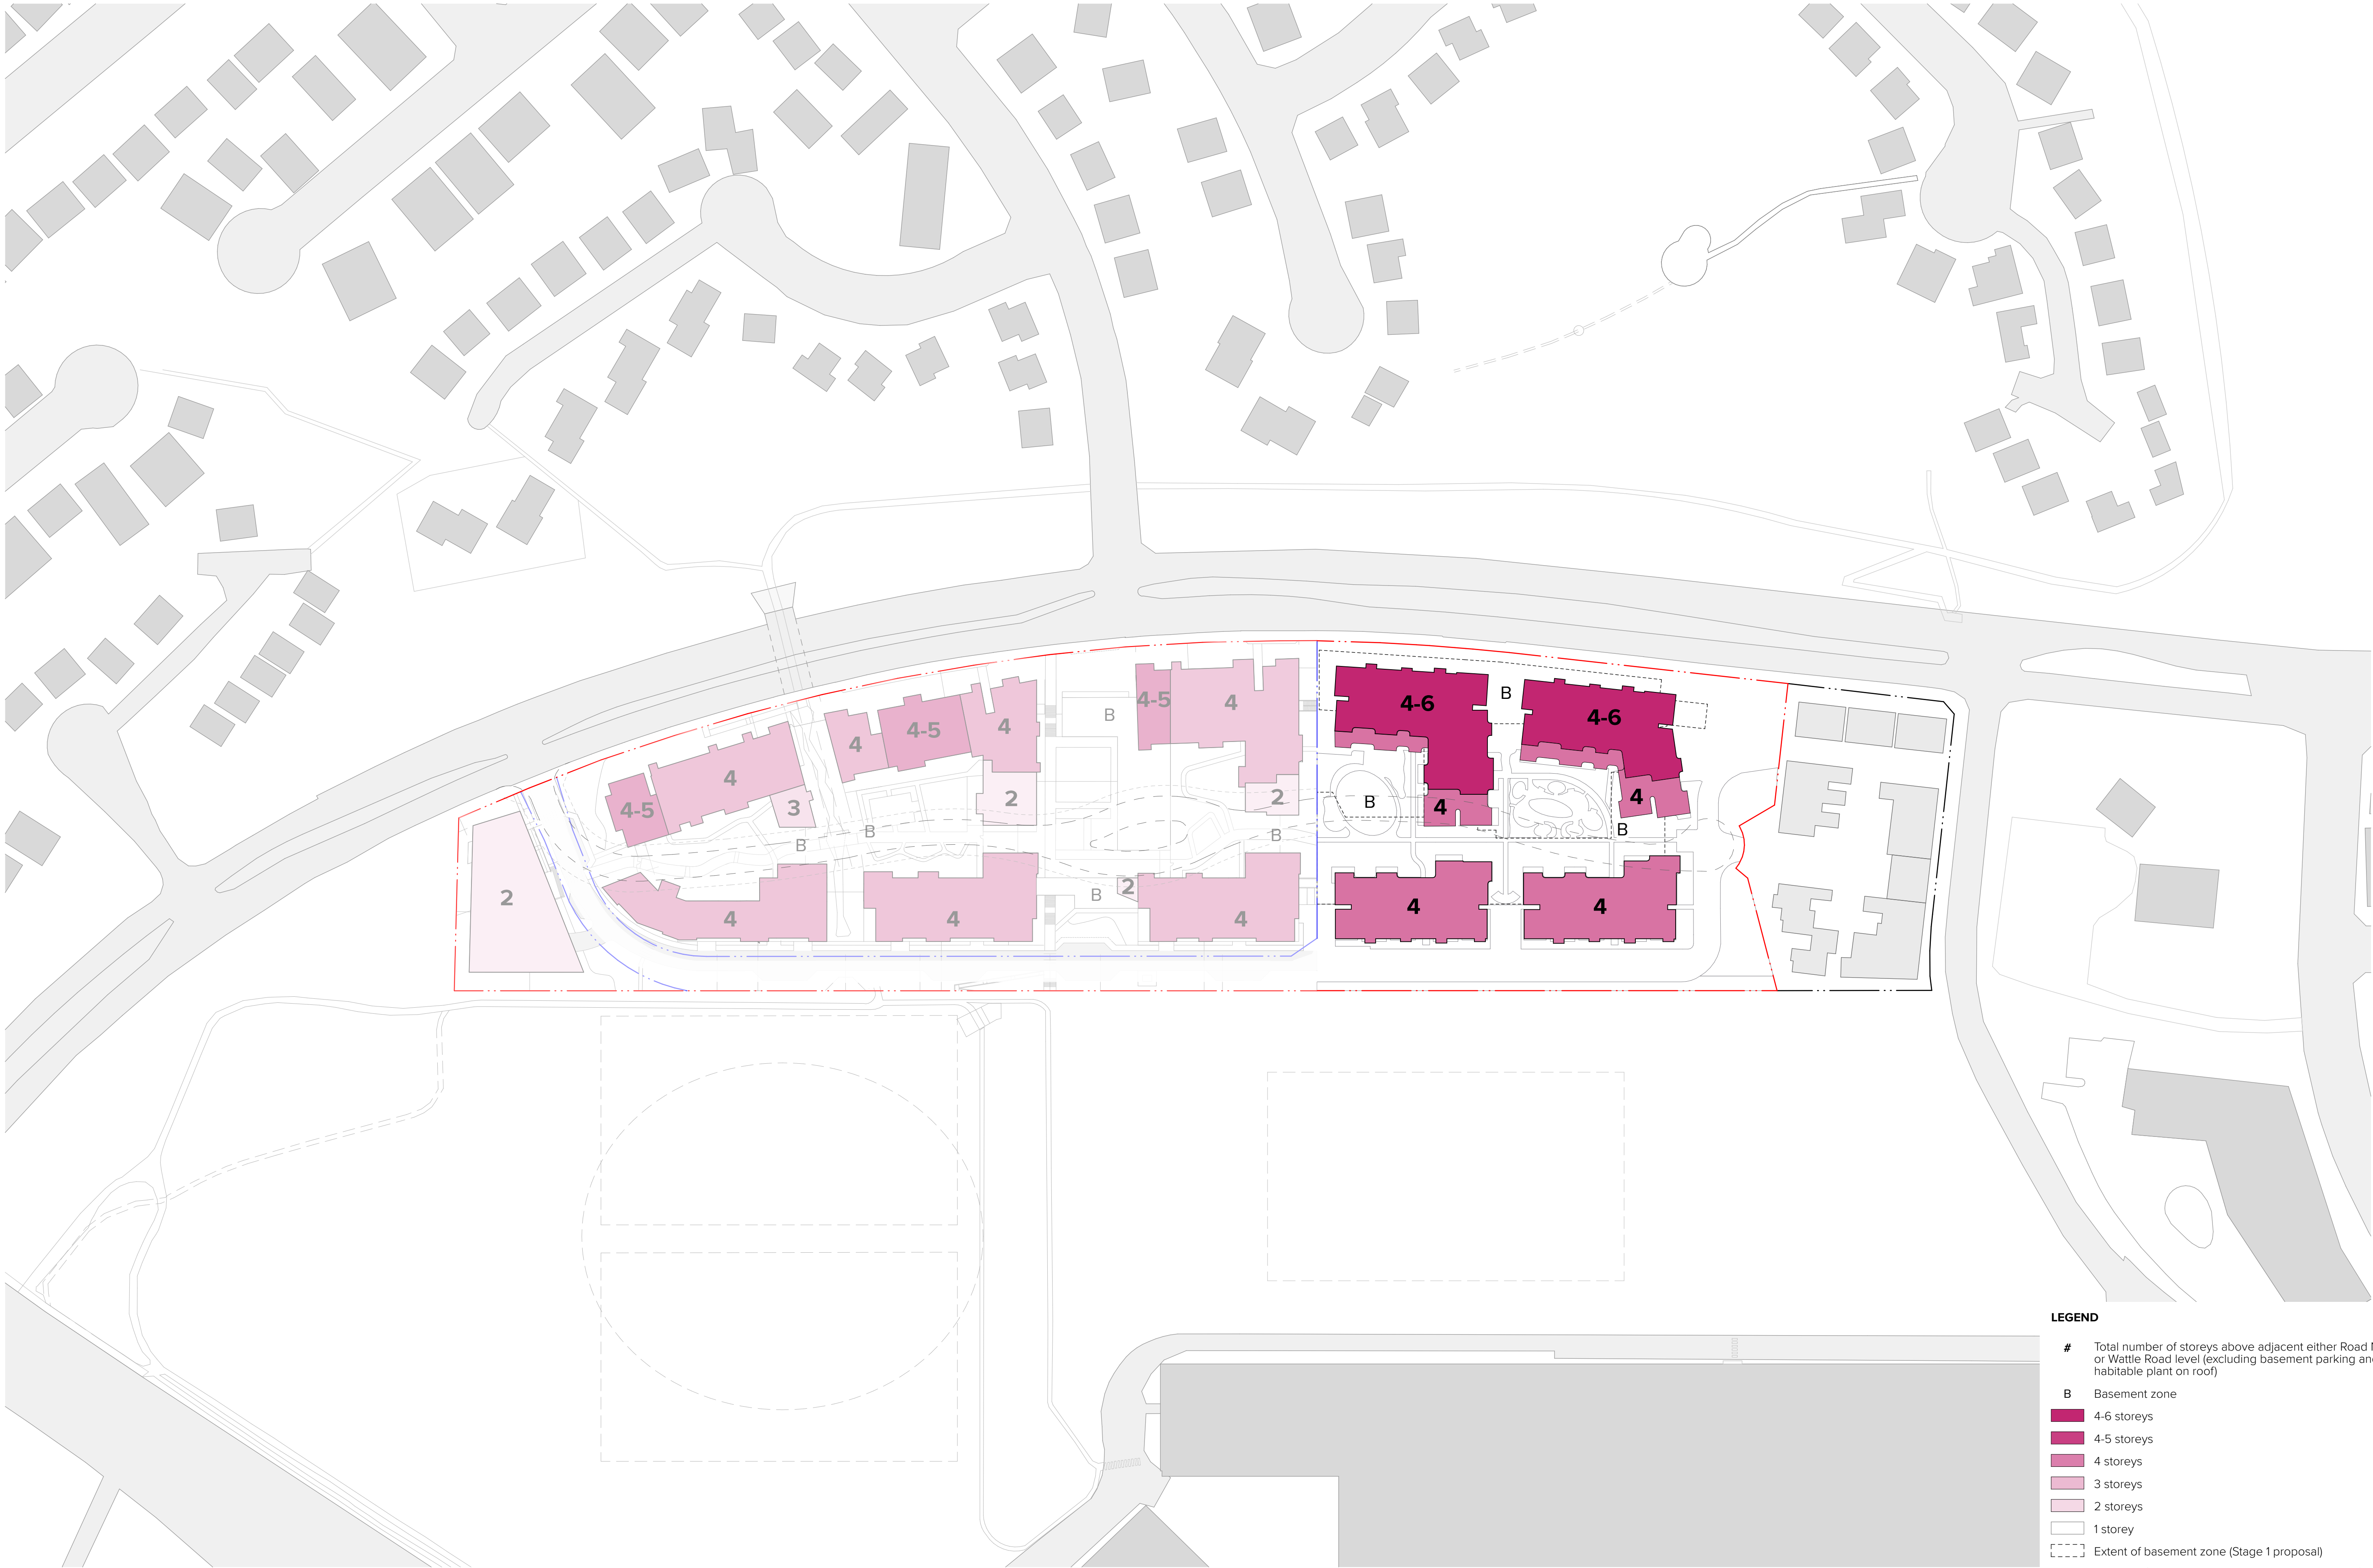 4-5
4
4-6
B
4-6
B
4
4-5
4
4
4
4-5
3
2
2
B
4
4
B
B
B
B
2
2
B
4
4
4
4
4
LEGEND
# Total number of storeys above adjacent either Road
or Wattle Road level (excluding basement parking
habitable plant on roof)
B Basement zone
4-6 storeys
4-5 storeys
4 storeys
3 storeys
2 storeys
1 storey
Extent of basement zone (Stage 1 proposal)